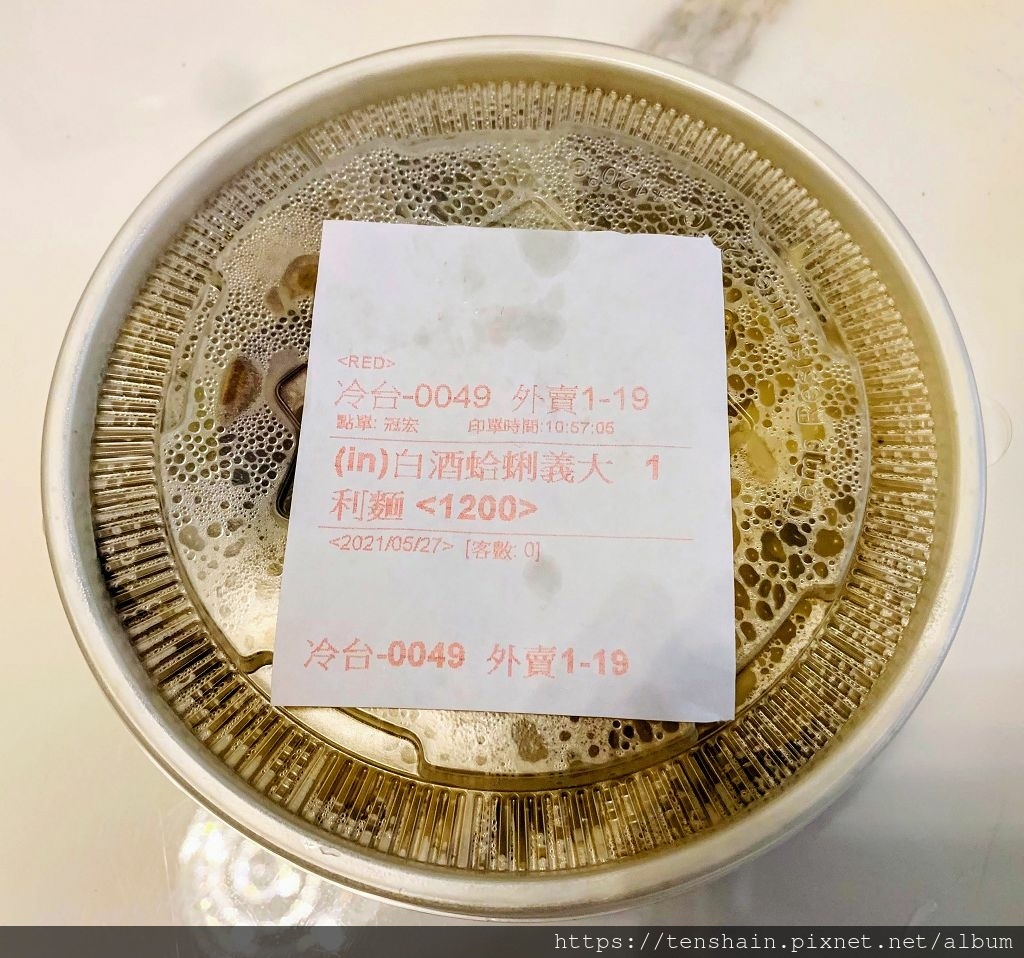 <RED>
冷台-0049 外賣1-19
點單: 冠宏 印單時間:10:57:05
(in)白酒蛤蜊義大 1
利麵 <1200>
<2021/05/27> [客數: 0]
冷台-0049 外賣1-19
https://tenshain.pixnet.net/album